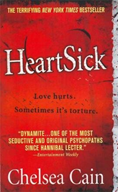 THE TERRIFYING NEW YORK TIMES BESTSELLER
HeartSick
Love hurts.
Sometimes it's torture.
"DYNAMITE...ONE OF THE MOST
SEDUCTIVE AND ORIGINAL PSYCHOPATHS
SINCE HANNIBAL LECTER."
—Entertainment Weekly
Chelsea Cain